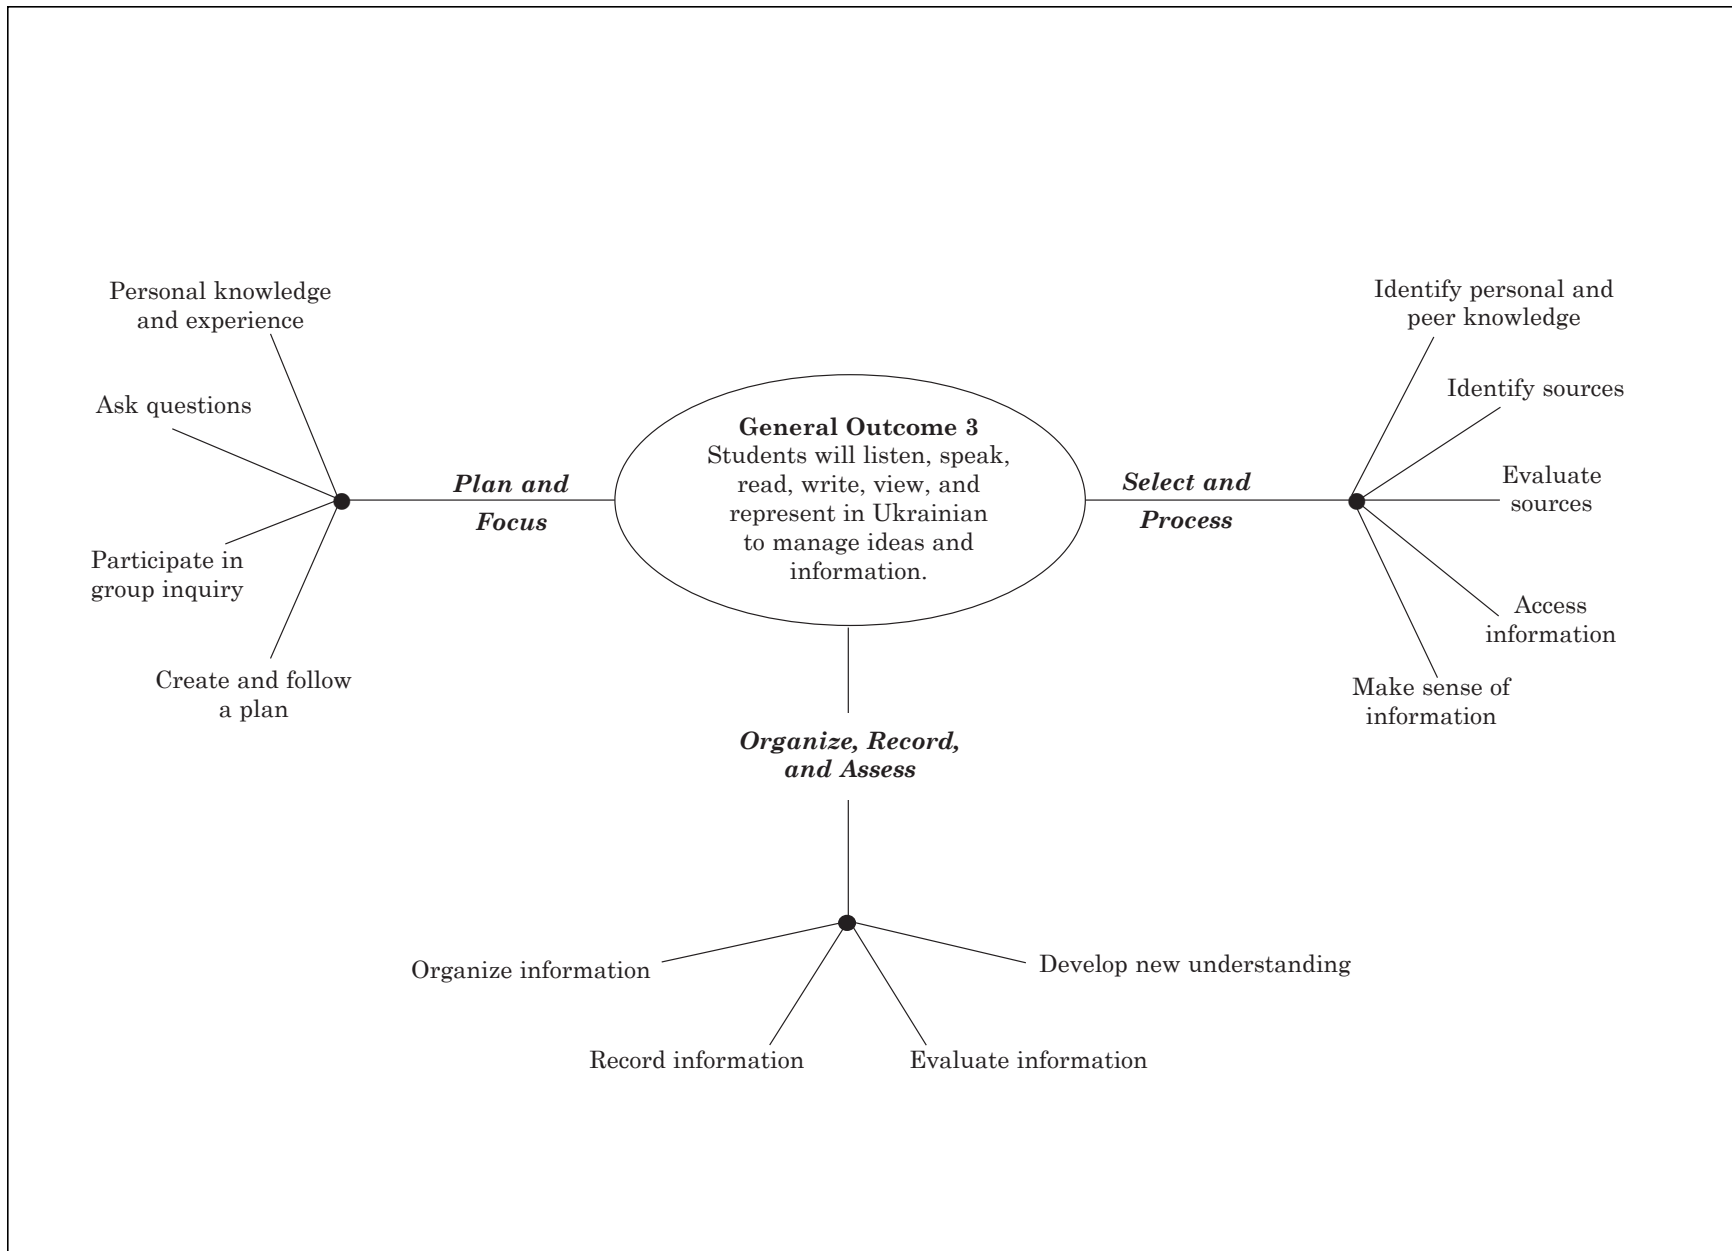 Personal knowledge
and experience
Ask questions
Participate in
group inquiry
Create and follow
a plan
Plan and
Focus
General Outcome 3
Students will listen, speak,
read, write, view, and
represent in Ukrainian
to manage ideas and
information.
Select and
Process
Identify personal and
peer knowledge
Identify sources
Evaluate
sources
Access
information
Make sense of
information
Organize, Record,
and Assess
Organize information
Record information
Evaluate information
Develop new understanding